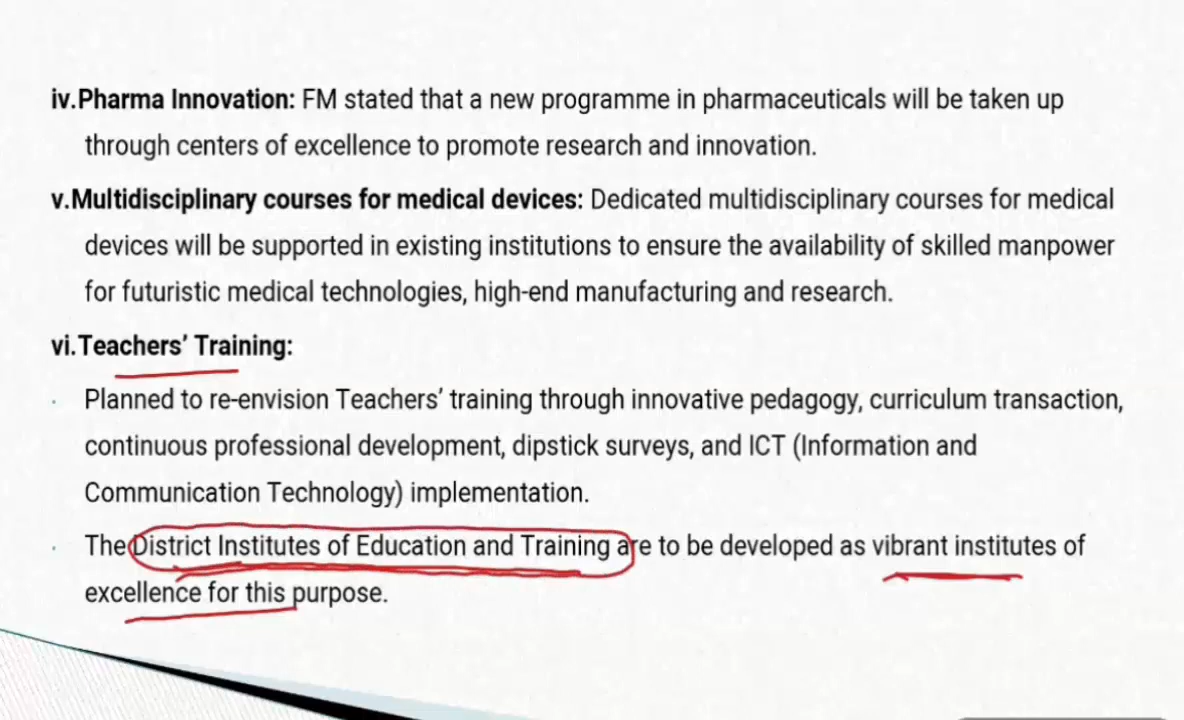 iv.Pharma Innovation: FM stated that a new programme in pharmaceuticals will be taken up
through centers of excellence to promote research and innovation.
v.Multidisciplinary courses for medical devices: Dedicated multidisciplinary courses for medical
devices will be supported in existing institutions to ensure the availability of skilled manpower
for futuristic medical technologies, high-end manufacturing and research.
vi.Teachers’ Training:
· Planned to re-envision Teachers’ training through innovative pedagogy, curriculum transaction,
continuous professional development, dipstick surveys, and ICT (Information and
Communication Technology) implementation.
· The District Institutes of Education and Training are to be developed as vibrant institutes of
excellence for this purpose.